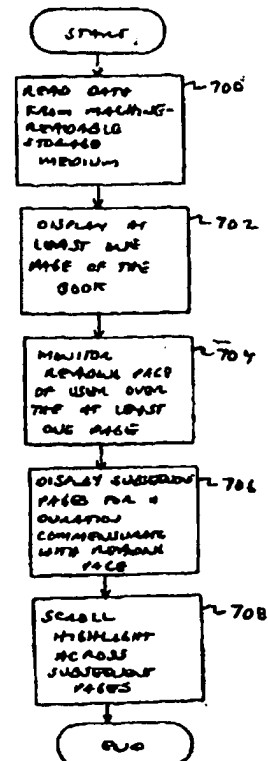 START
READ DATA
FROM MACHINE-
READABLE
STORAGE
MEDIUM
700
DISPLAY AT
LEAST ONE
PAGE OF THE
BOOK
702
MONITOR
READING PACE
OF USER OVER
THE AT LEAST
ONE PAGE
704
DISPLAY SUBSEQUENT
PAGES FOR A
DURATION
COMMENSURATE
WITH READING
PACE
706
SCROLL
HIGHLIGHT
ACROSS
SUBSEQUENT
PAGES
708
END